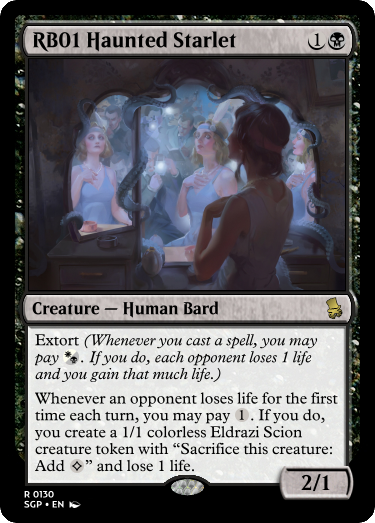 RB01 Haunted Starlet 1
Creature — Human Bard
Extort (Whenever you cast a spell, you may
pay . If you do, each opponent loses 1 life
and you gain that much life.)
Whenever an opponent loses life for the first
time each turn, you may pay 1. If you do,
you create a 1/1 colorless Eldrazi Scion
creature token with “Sacrifice this creature:
Add ” and lose 1 life.
2/1
R 0130
SGP • EN